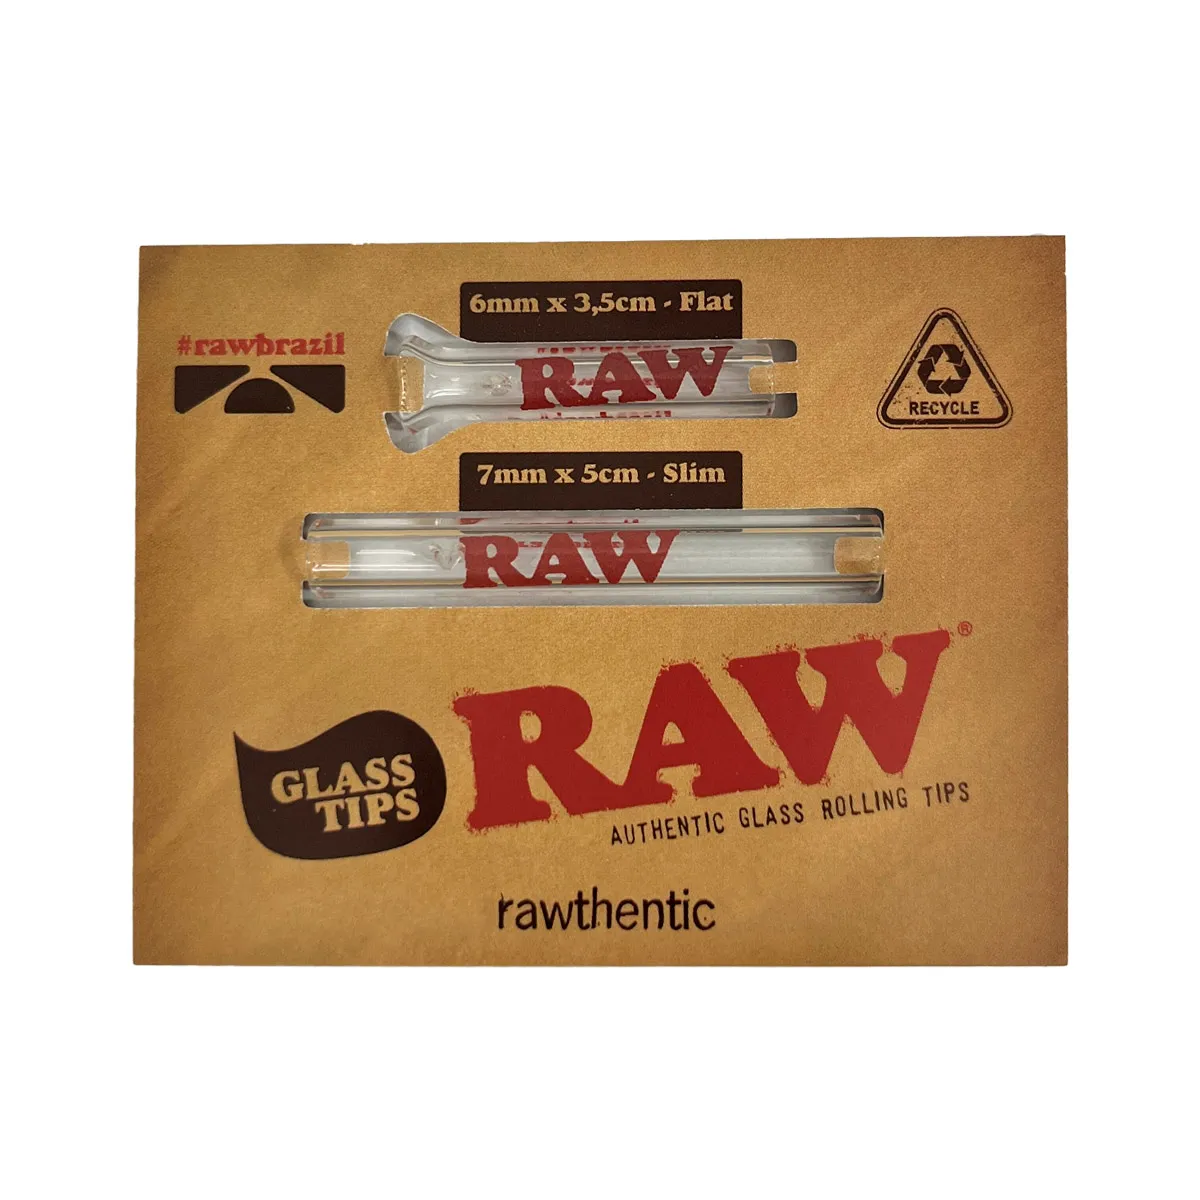 6mm x 3,5cm - Flat
#rawbrazil
RAW
RECYCLE
7mm x 5cm - Slim
RAW
RAW®
GLASS
TIPS
AUTHENTIC GLASS ROLLING TIPS
rawthentic